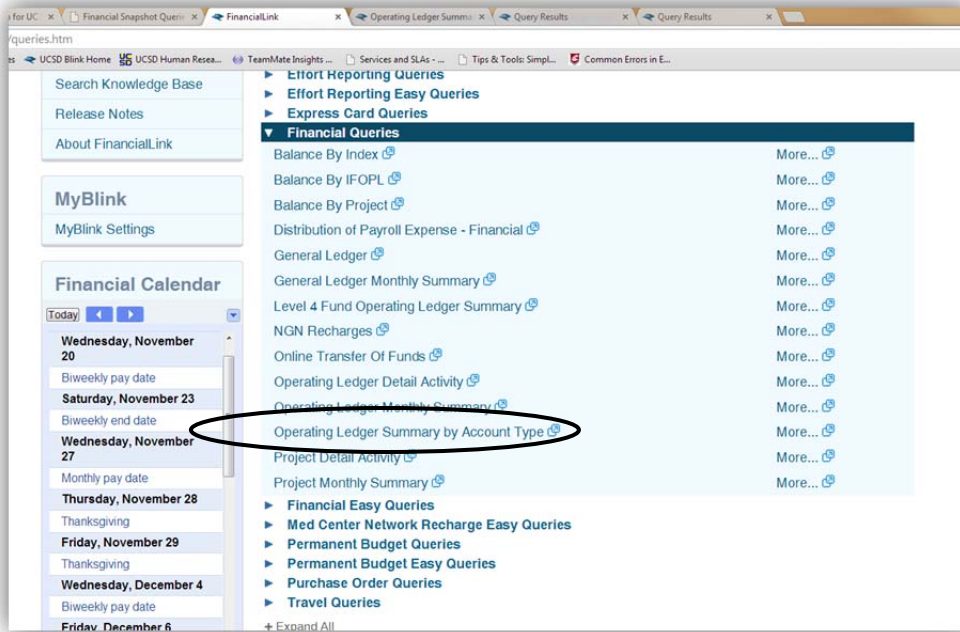 for UC
Financial Snapshot Querie
FinancialLink
Operating Ledger Summa
Query Results
Query Results
/queries.htm
es
UCSD Blink Home
UCSD Human Resea...
TeamMate Insights ...
Services and SLAs - ...
Tips & Tools: Simpl...
Common Errors in E...
Search Knowledge Base
Release Notes
About FinancialLink
MyBlink
MyBlink Settings
Financial Calendar
Today
Wednesday, November
20
Biweekly pay date
Saturday, November 23
Biweekly end date
Wednesday, November
27
Monthly pay date
Thursday, November 28
Thanksgiving
Friday, November 29
Thanksgiving
Wednesday, December 4
Biweekly pay date
Friday, December 6
Effort Reporting Queries
Effort Reporting Easy Queries
Express Card Queries
Financial Queries
Balance By Index More...
Balance By IFOPL More...
Balance By Project More...
Distribution of Payroll Expense - Financial More...
General Ledger More...
General Ledger Monthly Summary More...
Level 4 Fund Operating Ledger Summary More...
NGN Recharges More...
Online Transfer Of Funds More...
Operating Ledger Detail Activity More...
Operating Ledger Monthly Summary More...
Operating Ledger Summary by Account Type More...
Project Detail Activity More...
Project Monthly Summary More...
Financial Easy Queries
Med Center Network Recharge Easy Queries
Permanent Budget Queries
Permanent Budget Easy Queries
Purchase Order Queries
Travel Queries
+ Expand All